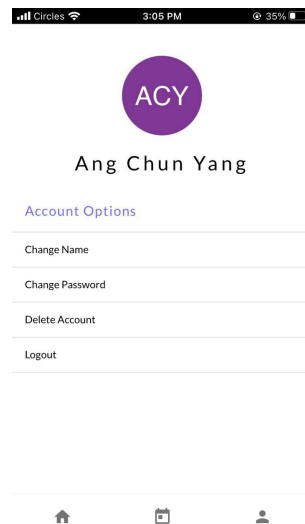 Circles 3:05 PM 35%
ACY
Ang Chun Yang
Account Options
Change Name
Change Password
Delete Account
Logout